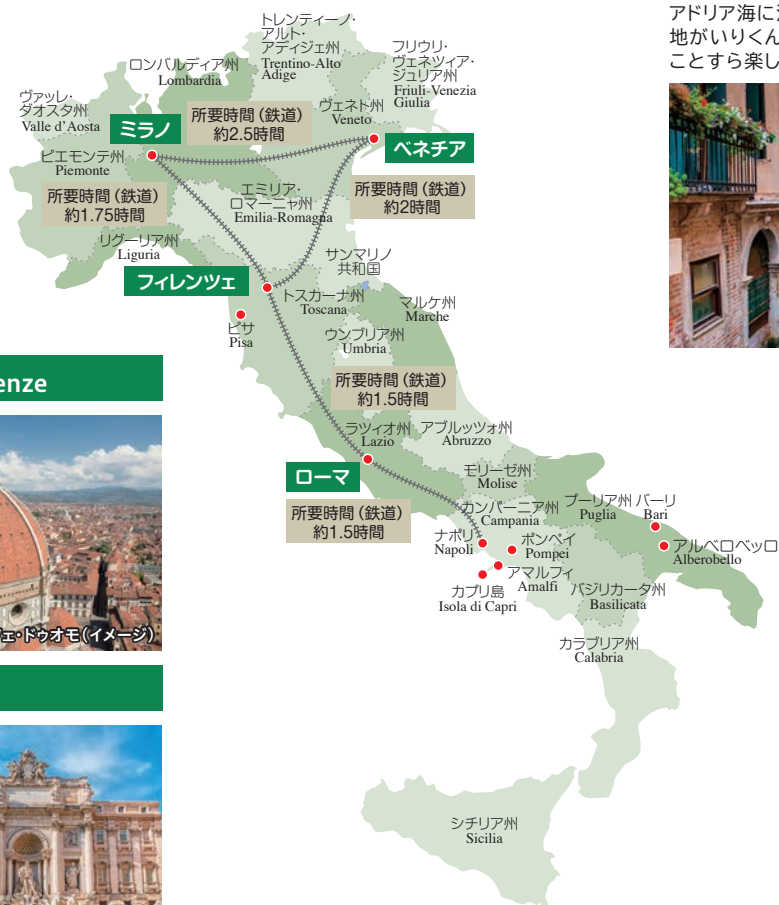 トレンティーノ・
アルト・
アディジェ州
Trentino-Alto
Adige
フリウリ・
ヴェネツィア・
ジュリア州
Friuli-Venezia
Giulia
ロンバルディア州
Lombardia
ヴァッレ・
ダオスタ州
Valle d'Aosta
ヴェネト州
Veneto
所要時間（鉄道）
約2.5時間
ミラノ
ベネチア
ピエモンテ州
Piemonte
所要時間（鉄道）
約1.75時間
所要時間（鉄道）
約2時間
エミリア・
ロマーニャ州
Emilia-Romagna
リグーリア州
Liguria
サンマリノ
共和国
フィレンツェ
トスカーナ州
Toscana
マルケ州
Marche
ピサ
Pisa
ウンブリア州
Umbria
所要時間（鉄道）
約1.5時間
ラツィオ州
Lazio
アブルッツォ州
Abruzzo
ローマ
モリーゼ州
Molise
所要時間（鉄道）
約1.5時間
カンパーニア州
Campania
プーリア州
Puglia
バーリ
Bari
ナポリ
Napoli
ポンペイ
Pompei
アルベロベッロ
Alberobello
アマルフィ
Amalfi
カプリ島
Isola di Capri
バジリカータ州
Basilicata
カラブリア州
Calabria
シチリア州
Sicilia
アドリア海に
地がいりくん
ことすら楽し
enze
ェ・ドゥオモ（イメージ）